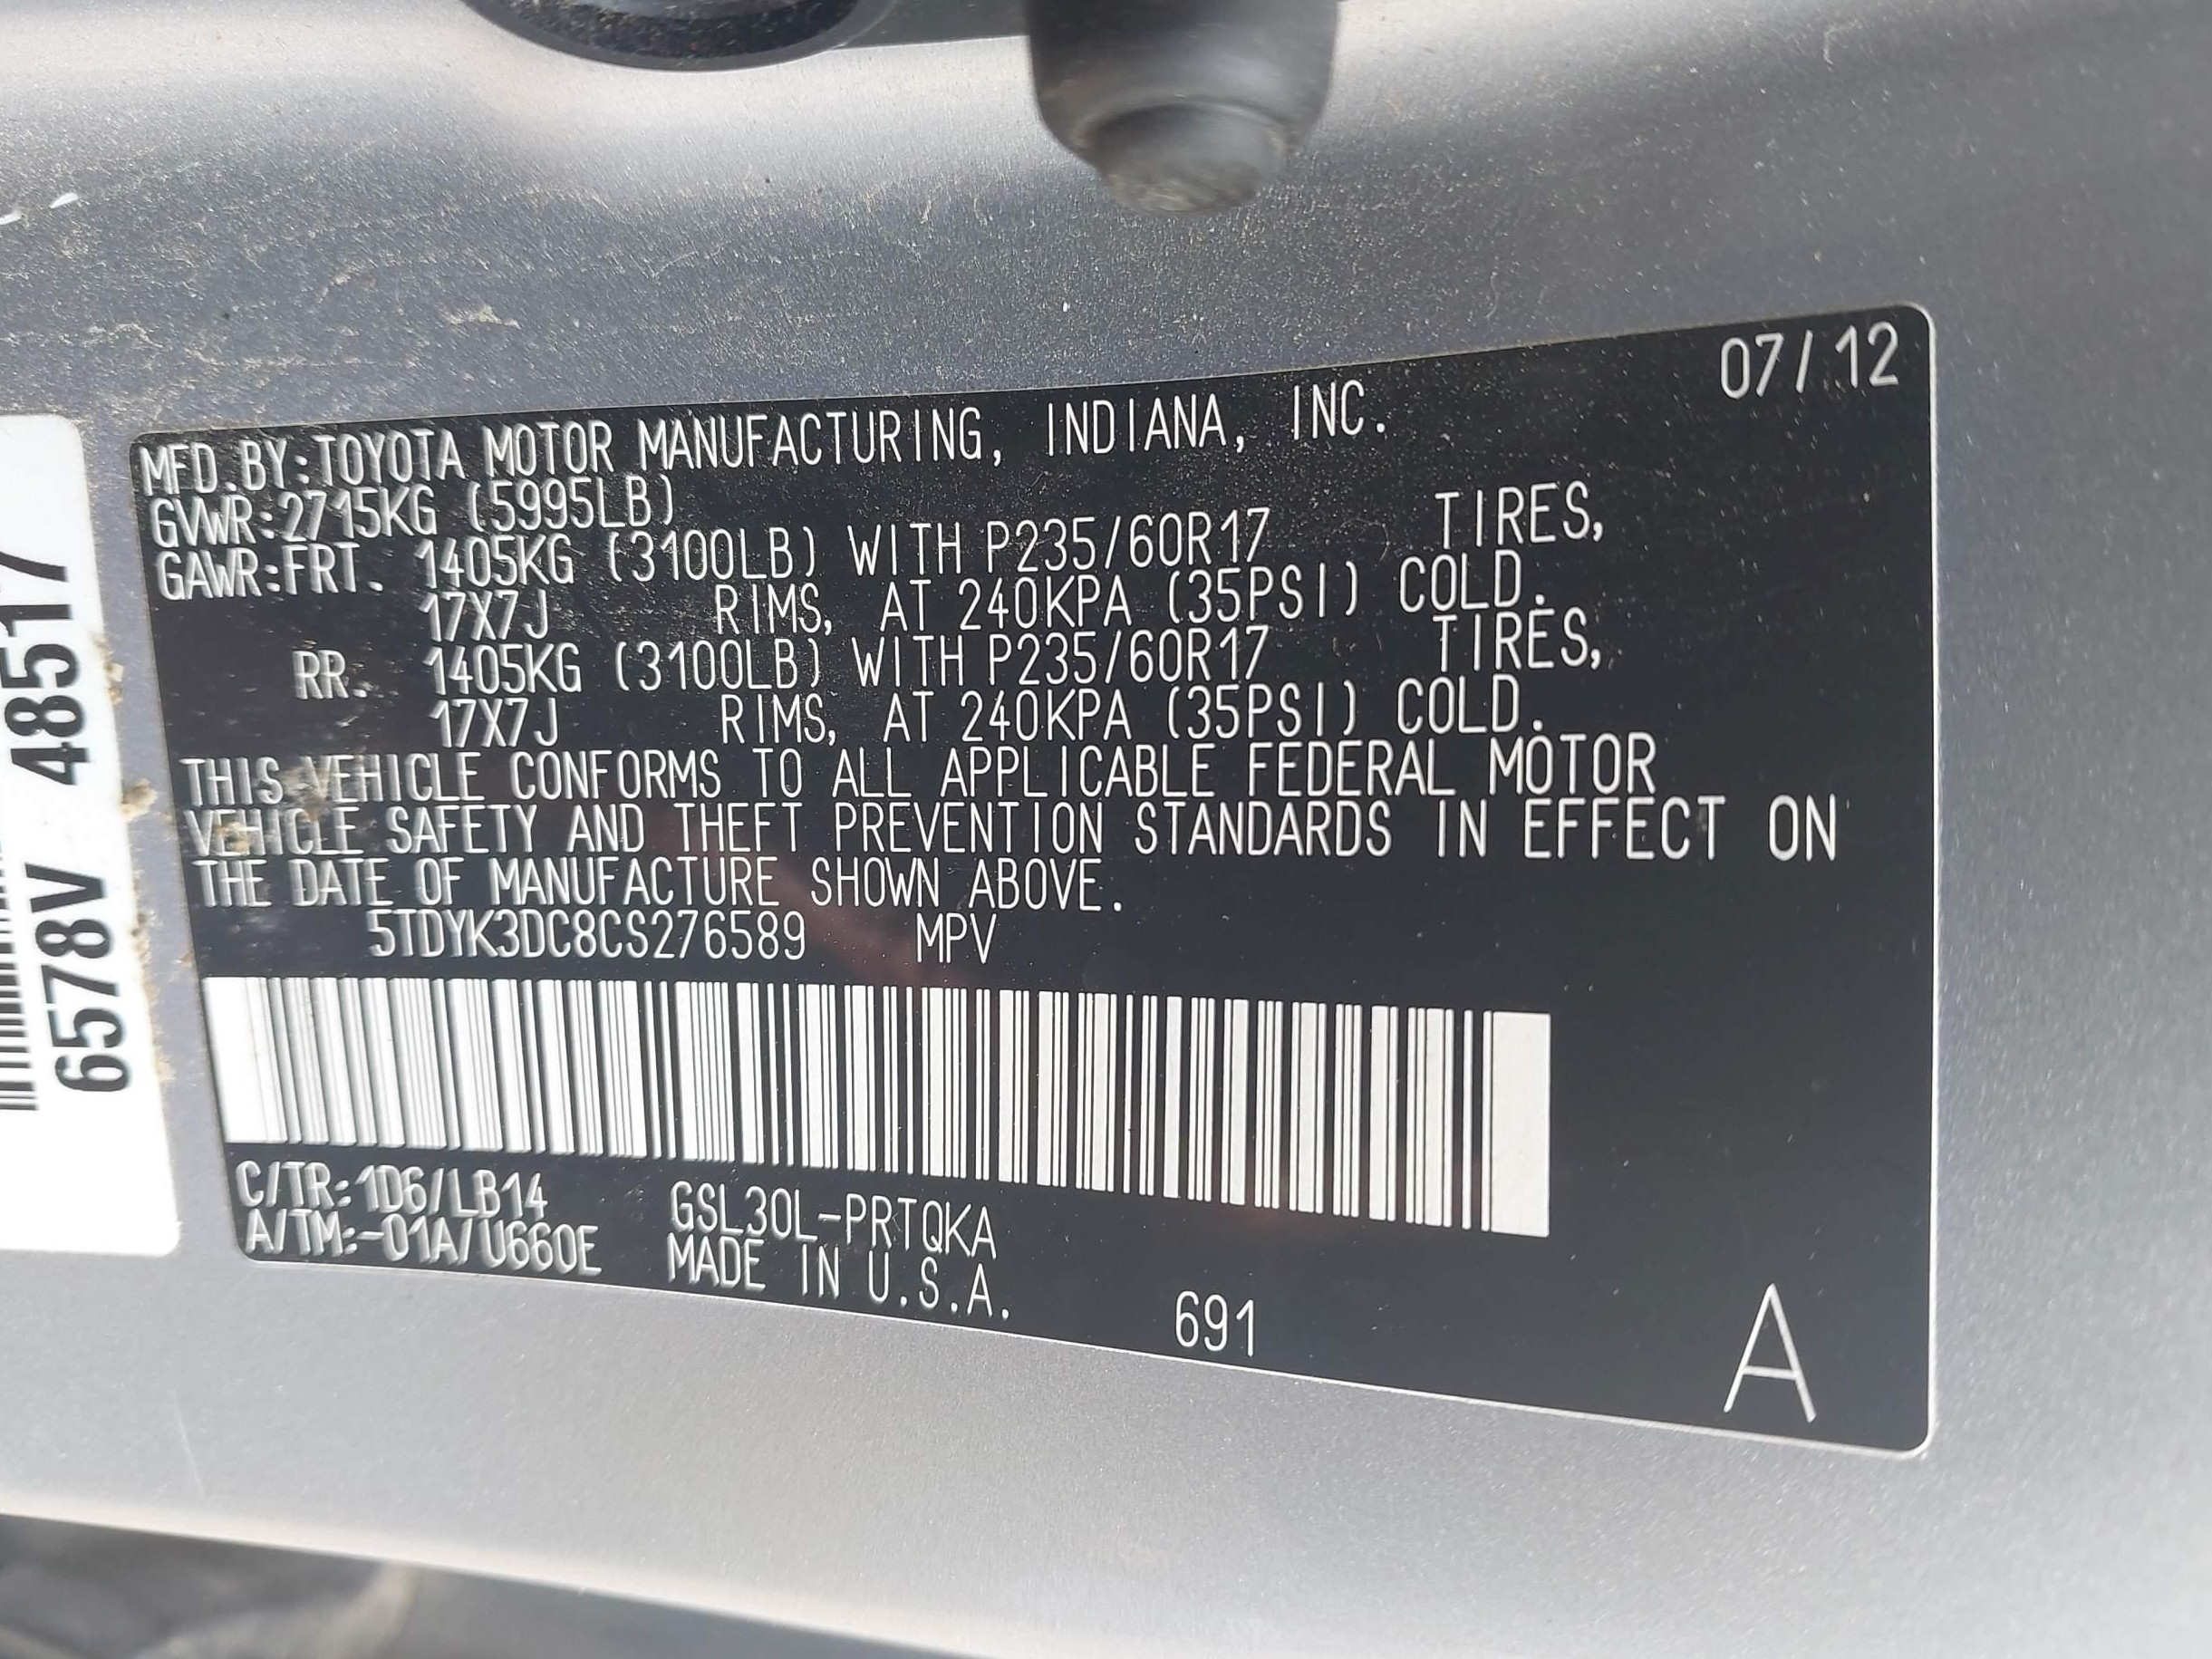 07/12
MFD.BY:TOYOTA MOTOR MANUFACTURING, INDIANA, INC.
GVWR:2715KG (5995LB)
GAWR:FRT. 1405KG (3100LB) WITH P235/60R17 TIRES,
17X7J RIMS, AT 240KPA (35PSI) COLD.
RR. 1405KG (3100LB) WITH P235/60R17 TIRES,
17X7J RIMS, AT 240KPA (35PSI) COLD.
THIS VEHICLE CONFORMS TO ALL APPLICABLE FEDERAL MOTOR
VEHICLE SAFETY AND THEFT PREVENTION STANDARDS IN EFFECT ON
THE DATE OF MANUFACTURE SHOWN ABOVE.
5TDYK3DC8CS276589 MPV
C/TR:1D6/LB14 GSL30L-PRTQKA
A/TM:-01A/U660E MADE IN U.S.A.
691
A
6578V 48517